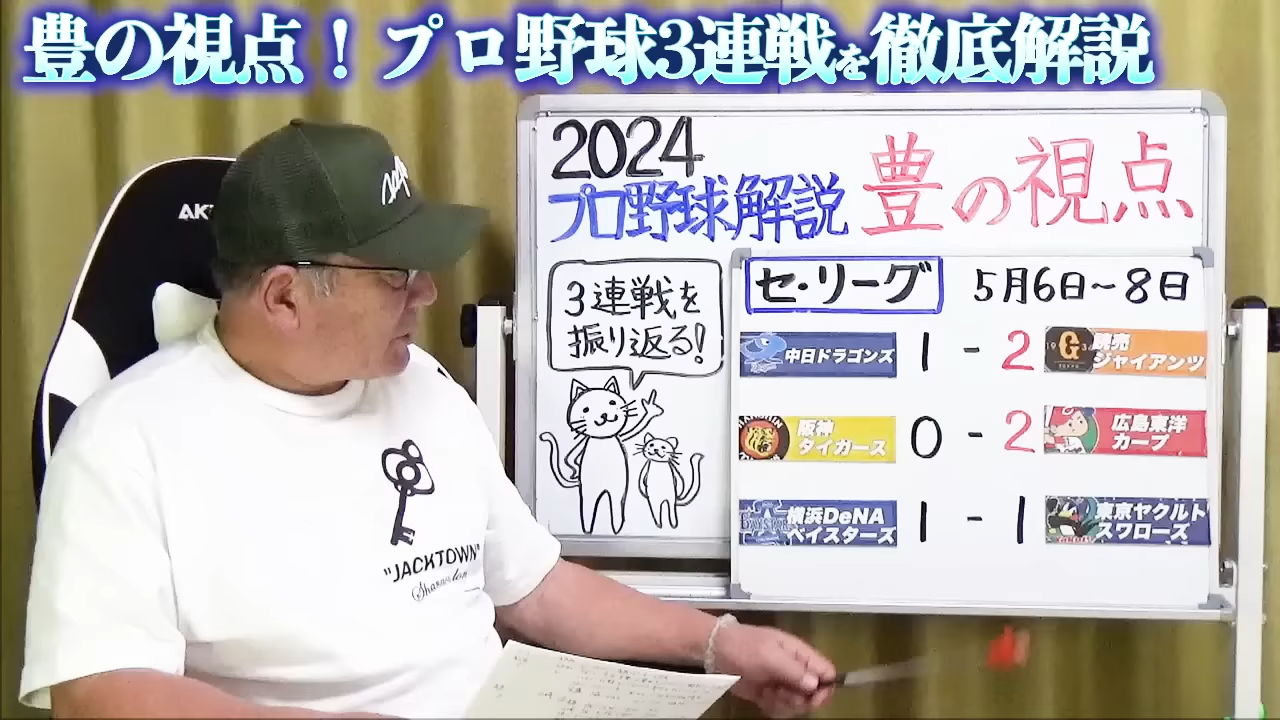 豊の視点！プロ野球3連戦を徹底解説
2024
プロ野球解説 豊の視点
3連戦を
振り返る！
セ・リーグ 5月6日～8日
中日ドラゴンズ 1 - 2 読売ジャイアンツ
阪神タイガース 0 - 2 広島東洋カープ
横浜DeNAベイスターズ 1 - 1 東京ヤクルトスワローズ
AK
"JACKTOWN"